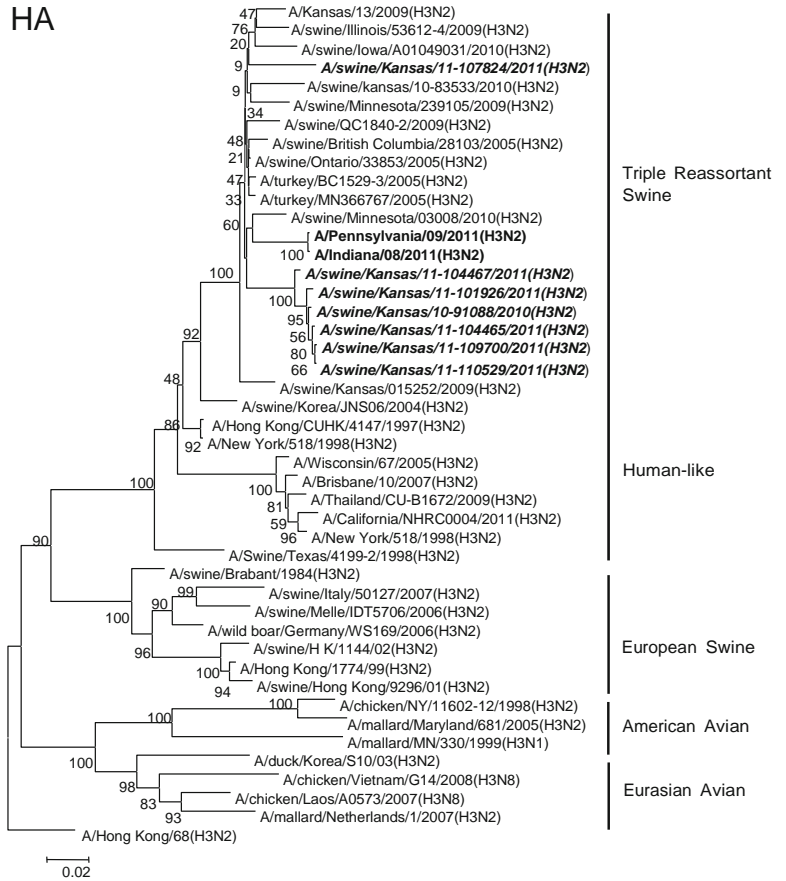 HA
A/Kansas/13/2009(H3N2)
A/swine/Illinois/53612-4/2009(H3N2)
A/swine/Iowa/A01049031/2010(H3N2)
A/swine/Kansas/11-107824/2011(H3N2)
A/swine/kansas/10-83533/2010(H3N2)
A/swine/Minnesota/239105/2009(H3N2)
A/swine/QC1840-2/2009(H3N2)
A/swine/British Columbia/28103/2005(H3N2)
A/swine/Ontario/33853/2005(H3N2)
A/turkey/BC1529-3/2005(H3N2)
A/turkey/MN366767/2005(H3N2)
A/swine/Minnesota/03008/2010(H3N2)
A/Pennsylvania/09/2011(H3N2)
A/Indiana/08/2011(H3N2)
A/swine/Kansas/11-104467/2011(H3N2)
A/swine/Kansas/11-101926/2011(H3N2)
A/swine/Kansas/10-91088/2010(H3N2)
A/swine/Kansas/11-104465/2011(H3N2)
A/swine/Kansas/11-109700/2011(H3N2)
A/swine/Kansas/11-110529/2011(H3N2)
A/swine/Kansas/015252/2009(H3N2)
A/swine/Korea/JNS06/2004(H3N2)
A/Hong Kong/CUHK/4147/1997(H3N2)
A/New York/518/1998(H3N2)
A/Wisconsin/67/2005(H3N2)
A/Brisbane/10/2007(H3N2)
A/Thailand/CU-B1672/2009(H3N2)
A/California/NHRC0004/2011(H3N2)
A/New York/518/1998(H3N2)
A/Swine/Texas/4199-2/1998(H3N2)
A/swine/Brabant/1984(H3N2)
A/swine/Italy/50127/2007(H3N2)
A/swine/Melle/IDT5706/2006(H3N2)
A/wild boar/Germany/WS169/2006(H3N2)
A/swine/H K/1144/02(H3N2)
A/Hong Kong/1774/99(H3N2)
A/swine/Hong Kong/9296/01(H3N2)
A/chicken/NY/11602-12/1998(H3N2)
A/mallard/Maryland/681/2005(H3N2)
A/mallard/MN/330/1999(H3N1)
A/duck/Korea/S10/03(H3N2)
A/chicken/Vietnam/G14/2008(H3N8)
A/chicken/Laos/A0573/2007(H3N8)
A/mallard/Netherlands/1/2007(H3N2)
A/Hong Kong/68(H3N2)
47
76
20
9
9
34
48
21
47
33
60
100
100
100
95
56
80
66
92
48
86
92
100
100
81
59
96
90
99
90
100
96
100
94
100
100
100
98
83
93
0.02
Triple Reassortant
Swine
Human-like
European Swine
American Avian
Eurasian Avian